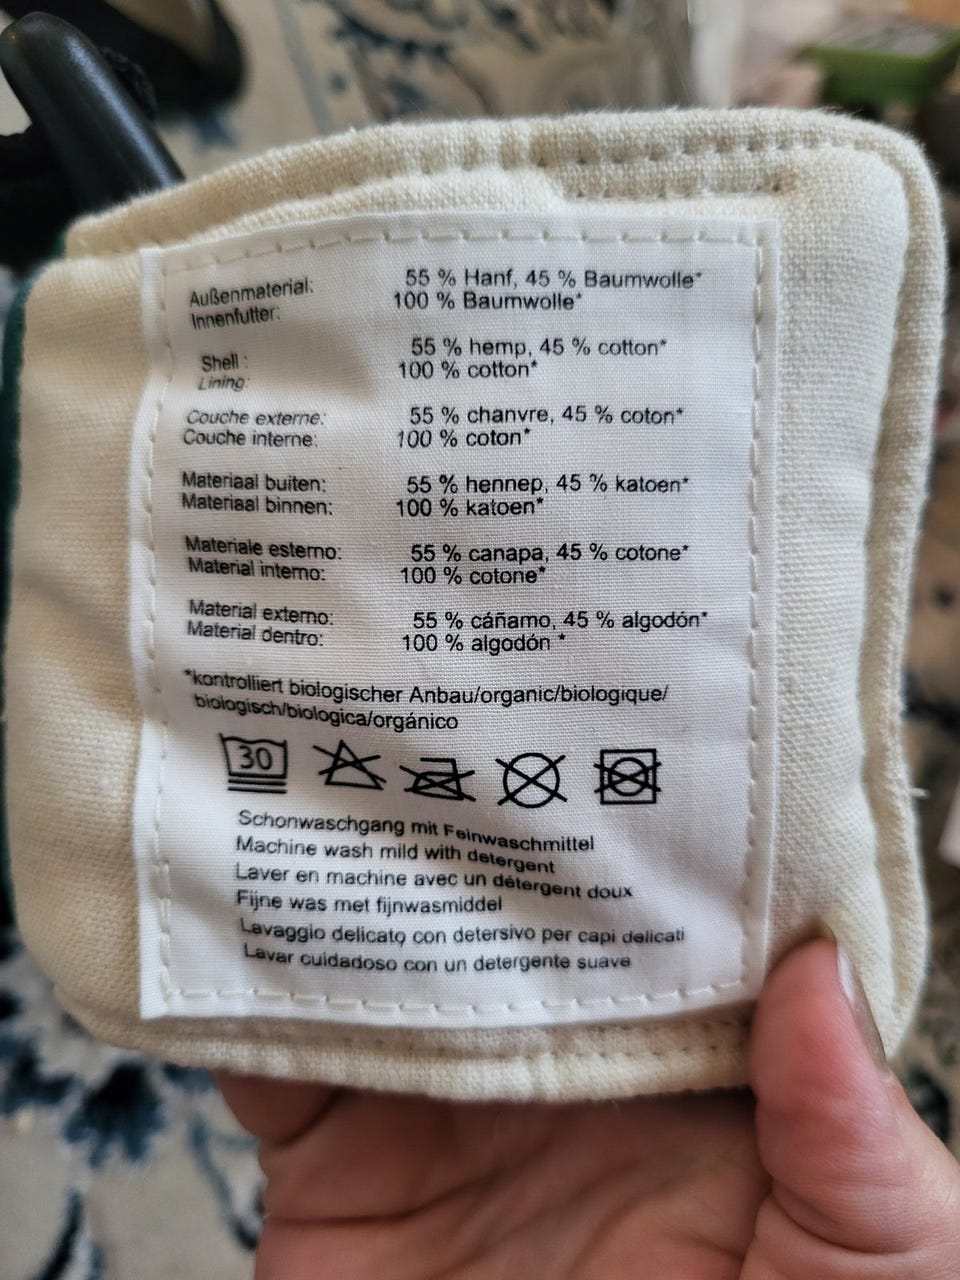 Außenmaterial: 55 % Hanf, 45 % Baumwolle*
Innenfutter: 100 % Baumwolle*
Shell : 55 % hemp, 45 % cotton*
Lining: 100 % cotton*
Couche externe: 55 % chanvre, 45 % coton*
Couche interne: 100 % coton*
Materiaal buiten: 55 % hennep, 45 % katoen*
Materiaal binnen: 100 % katoen*
Materiale esterno: 55 % canapa, 45 % cotone*
Material interno: 100 % cotone*
Material externo: 55 % cáñamo, 45 % algodón*
Material dentro: 100 % algodón *
*kontrolliert biologischer Anbau/organic/biologique/
biologisch/biologica/orgánico
30
Schonwaschgang mit Feinwaschmittel
Machine wash mild with detergent
Laver en machine avec un détergent doux
Fijne was met fijnwasmiddel
Lavaggio delicato con detersivo per capi delicati
Lavar cuidadoso con un detergente suave